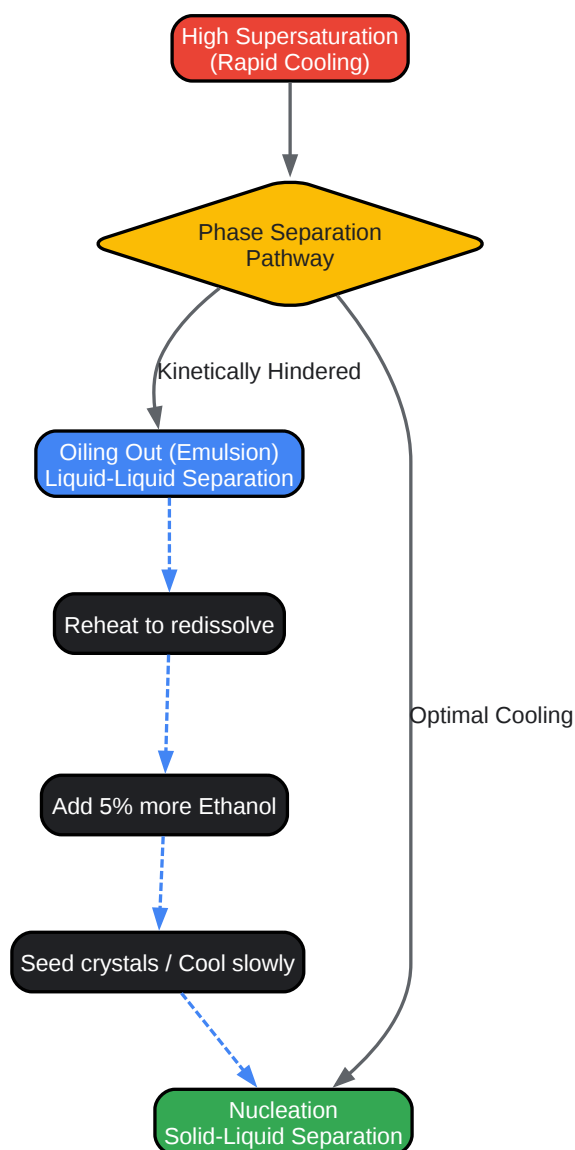 High Supersaturation
(Rapid Cooling)
Phase Separation
Pathway
Kinetically Hindered
Oiling Out (Emulsion)
Liquid-Liquid Separation
Reheat to redissolve
Optimal Cooling
Add 5% more Ethanol
Seed crystals / Cool slowly
Nucleation
Solid-Liquid Separation